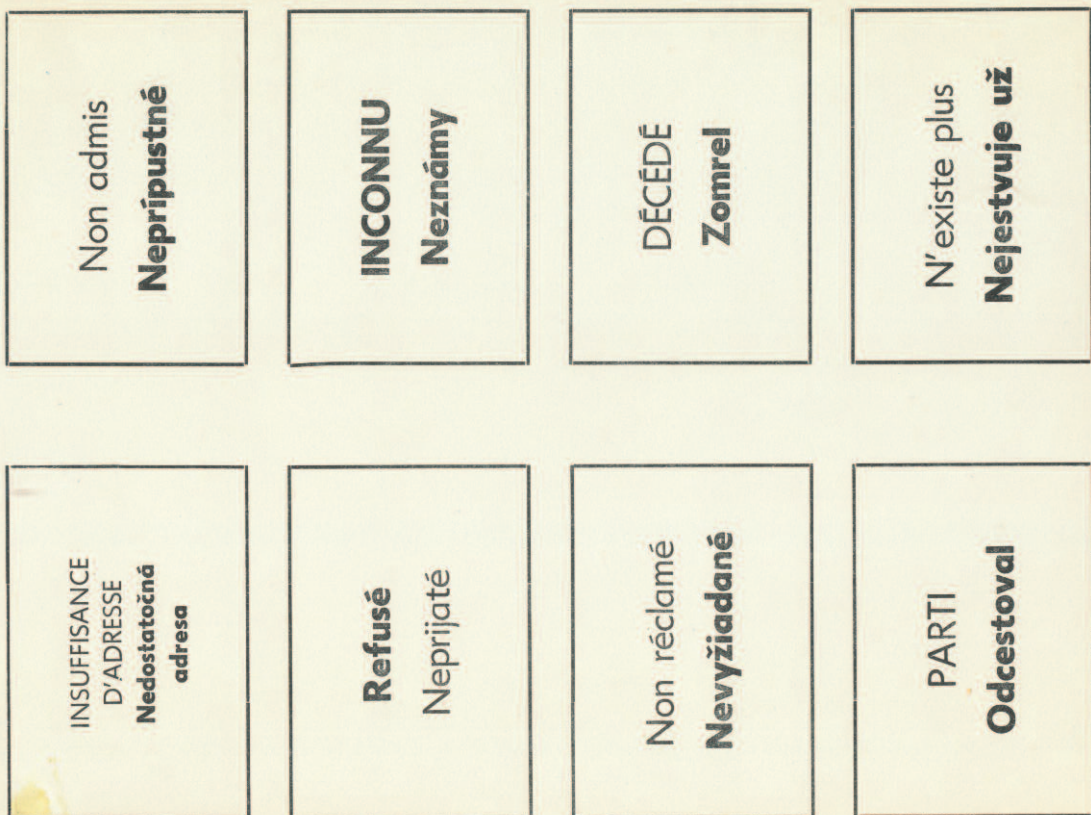 INSUFFISANCE
D'ADRESSE
Nedostatočná
adresa
Non admis
Neprípustné
Refusé
Neprijaté
INCONNU
Neznámy
Non réclamé
Nevyžiadané
DÉCÉDÉ
Zomrel
PARTI
Odcestoval
N'existe plus
Nejestvuje už